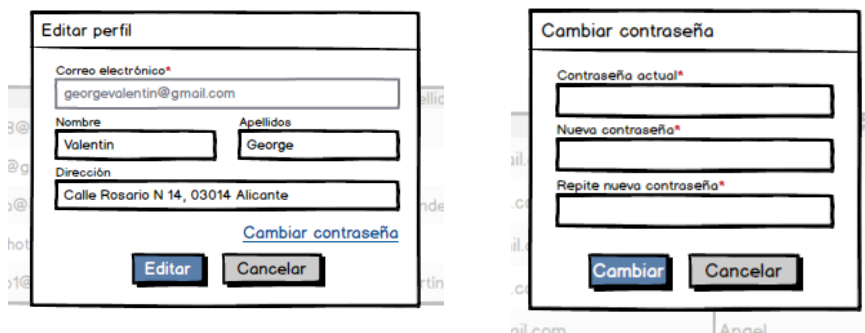 Editar perfil
Correo electrónico*
georgevalentin@gmail.com
Nombre Apellidos
Valentin George
Dirección
Calle Rosario N 14, 03014 Alicante
Cambiar contraseña
Editar Cancelar
Cambiar contraseña
Contraseña actual*
Nueva contraseña*
Repite nueva contraseña*
Cambiar Cancelar
Angel